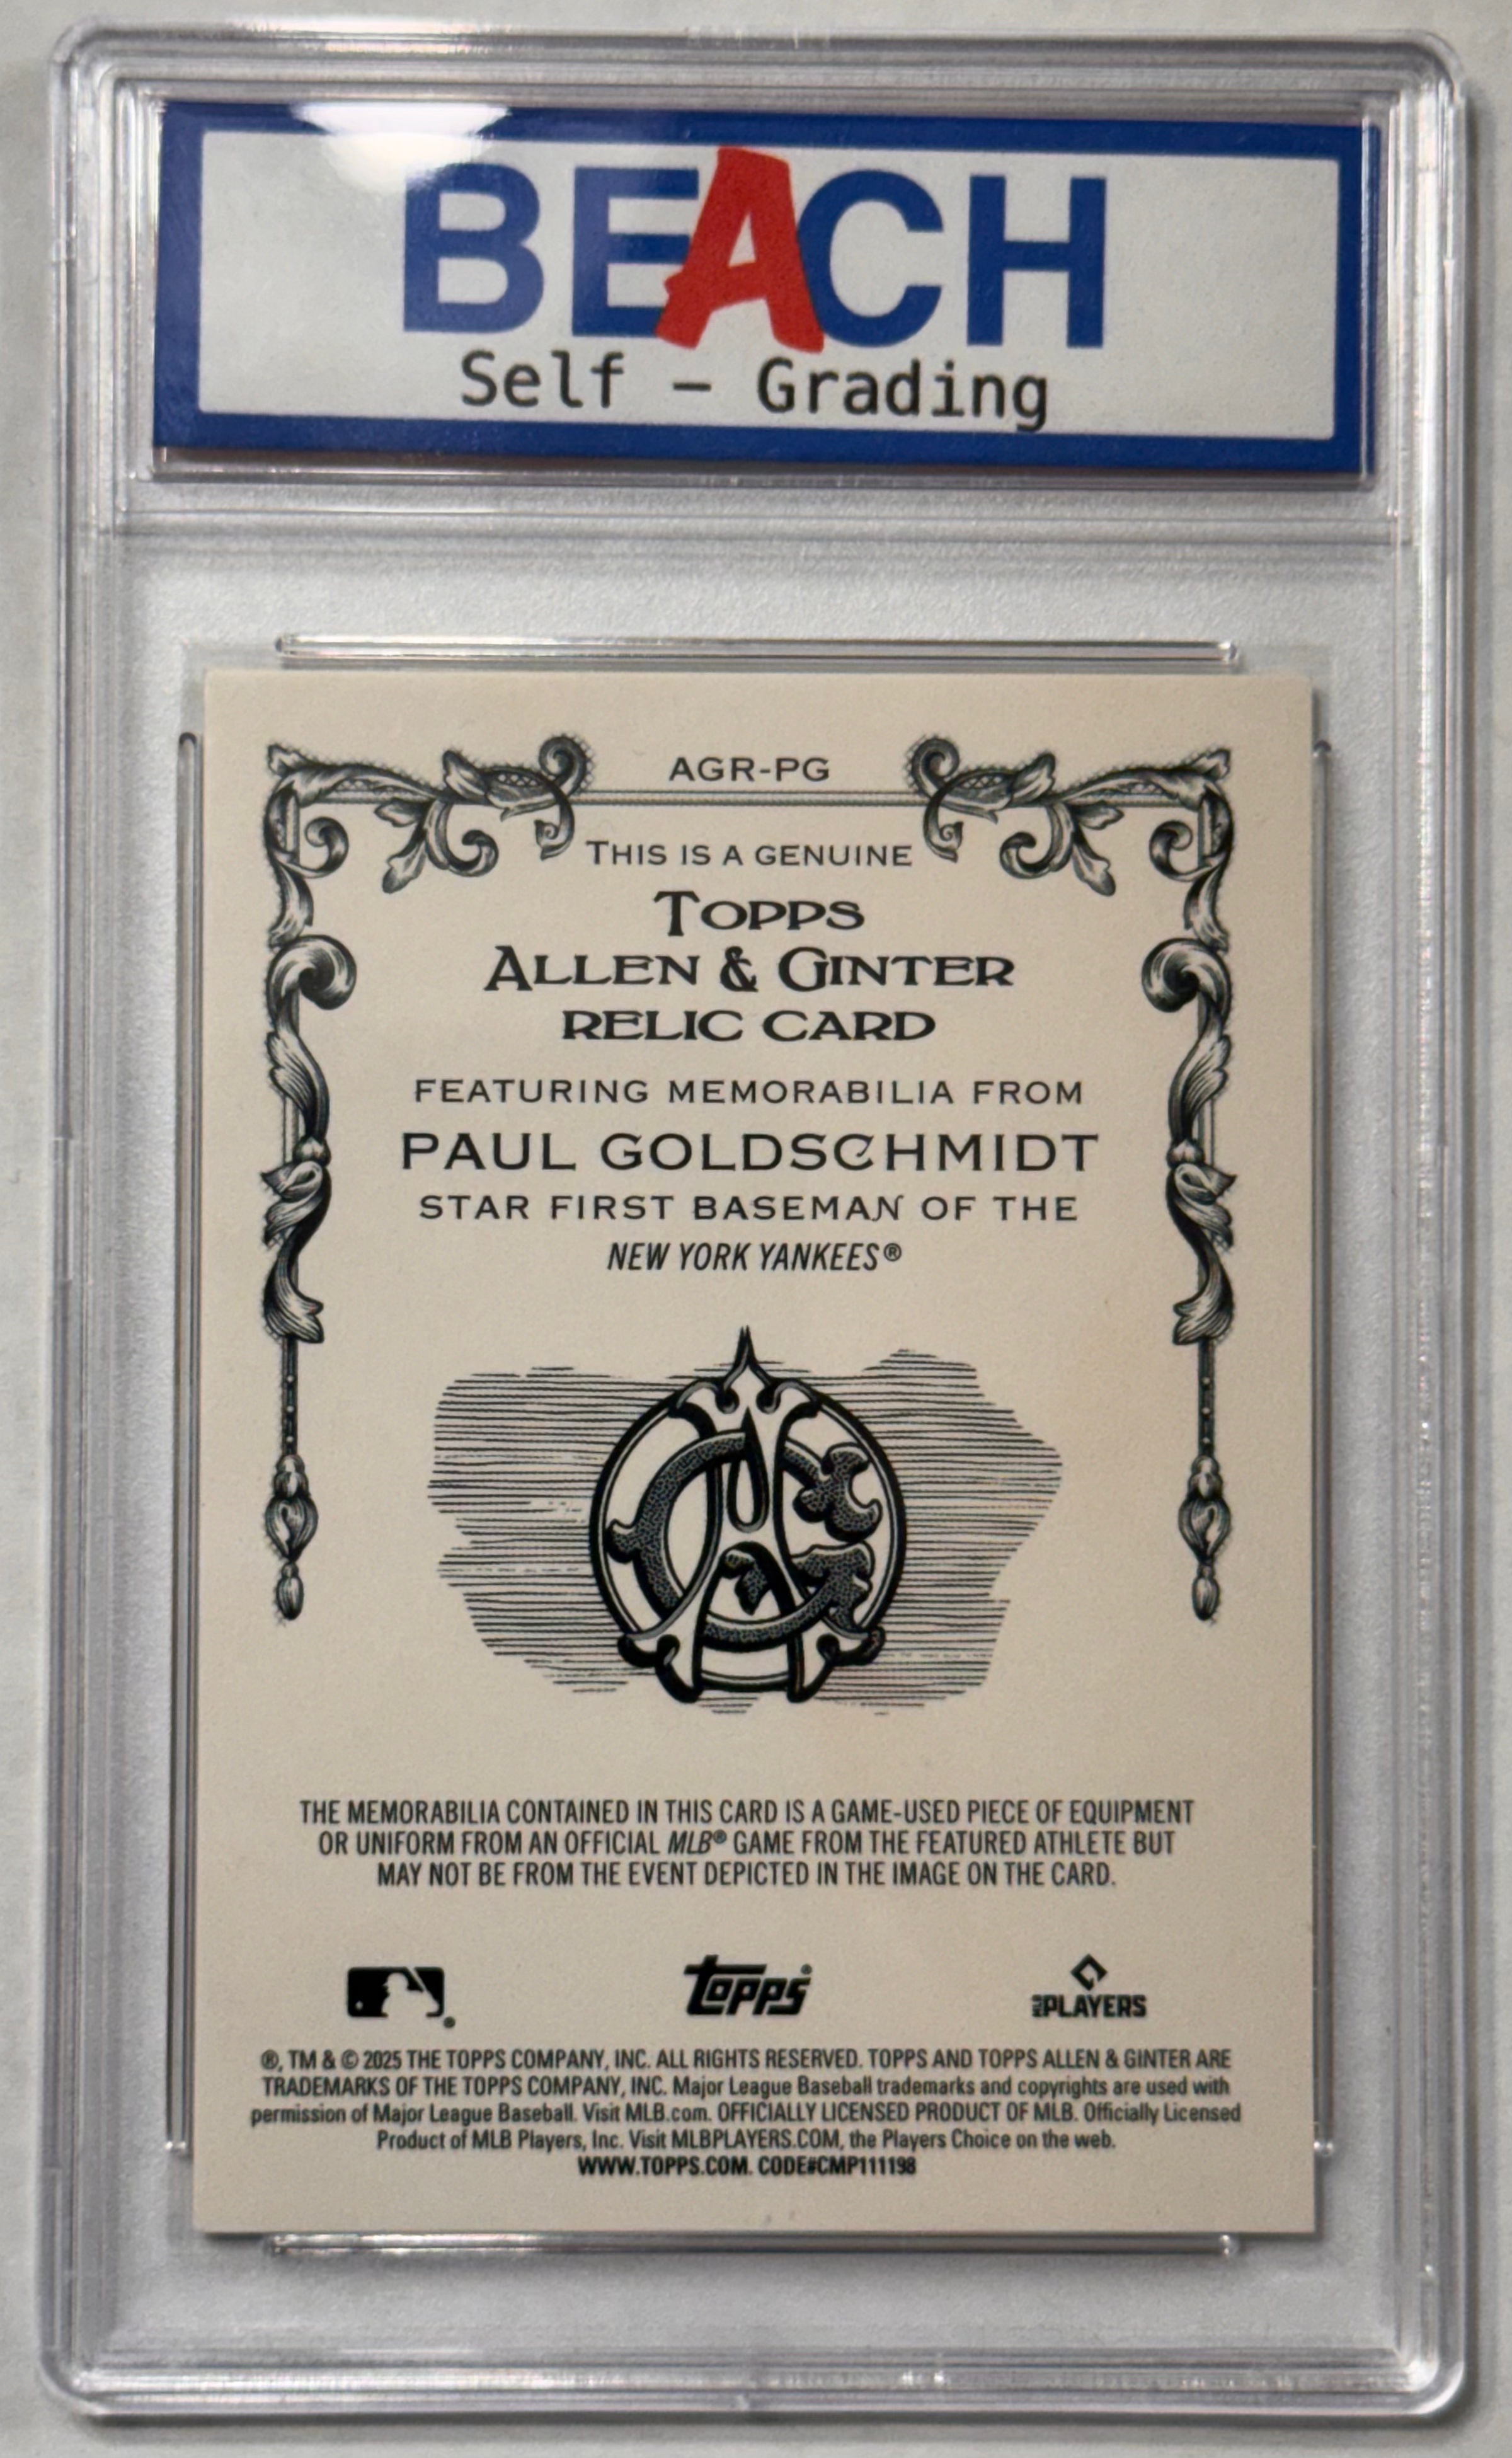 BEACH
Self - Grading
AGR-PG
THIS IS A GENUINE
TOPPS
ALLEN & GINTER
RELIC CARD
FEATURING MEMORABILIA FROM
PAUL GOLDSCHMIDT
STAR FIRST BASEMAN OF THE
NEW YORK YANKEES®
THE MEMORABILIA CONTAINED IN THIS CARD IS A GAME-USED PIECE OF EQUIPMENT
OR UNIFORM FROM AN OFFICIAL MLB® GAME FROM THE FEATURED ATHLETE BUT
MAY NOT BE FROM THE EVENT DEPICTED IN THE IMAGE ON THE CARD.
topps
PLAYERS
®, TM & © 2025 THE TOPPS COMPANY, INC. ALL RIGHTS RESERVED. TOPPS AND TOPPS ALLEN & GINTER ARE
TRADEMARKS OF THE TOPPS COMPANY, INC. Major League Baseball trademarks and copyrights are used with
permission of Major League Baseball. Visit MLB.com. OFFICIALLY LICENSED PRODUCT OF MLB. Officially Licensed
Product of MLB Players, Inc. Visit MLBPLAYERS.COM, the Players Choice on the web.
WWW.TOPPS.COM. CODE#CMP111198